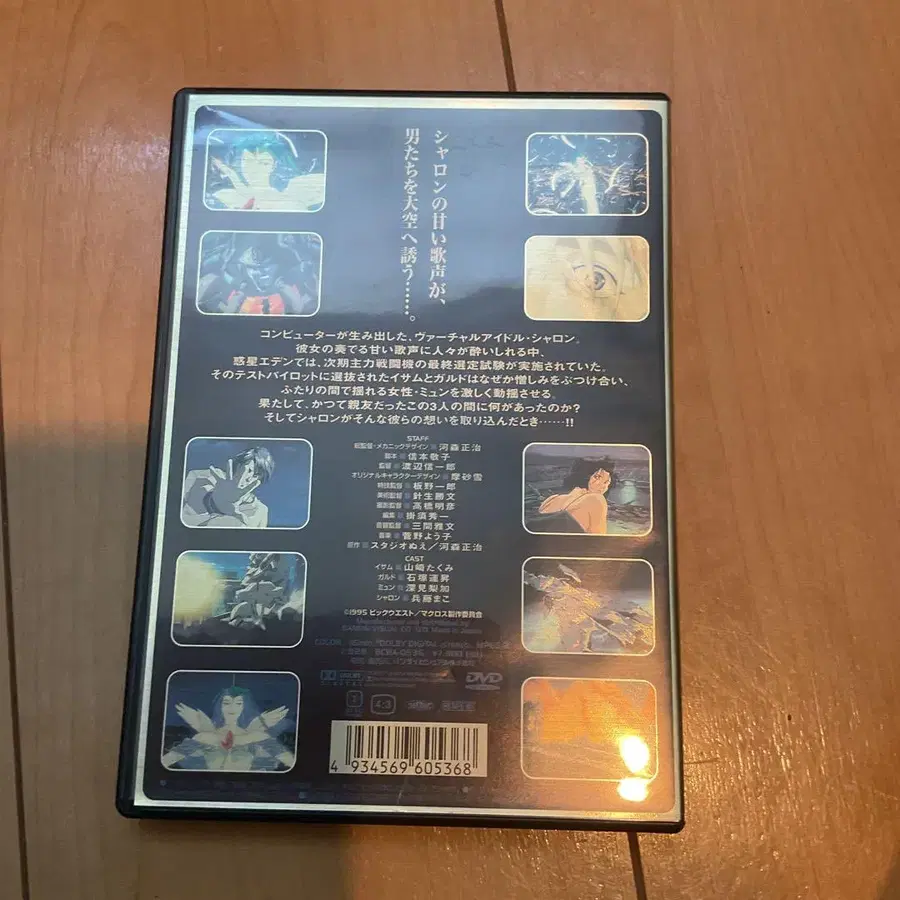 シャロンの甘い歌声が、
男たちを天空へ誘う……。
コンピューターが生み出した、ヴァーチャルアイドル・シャロン。
彼女の奏でる甘い歌声に人々が酔いしれる中、
惑星エデンでは、次期主力戦闘機の最終選定試験が実施されていた。
そのテストパイロットに選抜されたイサムとガルドはなぜか憎しみをぶつけ合い、
ふたりの間で揺れる女性・ミュンを激しく動揺させる。
果たして、かつて親友だったこの3人の間に何があったのか?
そしてシャロンがそんな彼らの想いを取り込んだとき……!!
STAFF
総監督・メカニックデザイン■河森正治
脚本■信本敬子
監督■渡辺信一郎
オリジナルキャラクターデザイン■摩砂雪
特技監督■板野一郎
美術監督■針生勝文
撮影監督■高橋明彦
編集■掛須秀一
音響監督■三間雅文
音楽■菅野よう子
原作■スタジオぬえ/河森正治
CAST
イサム■山崎たくみ
ガルド■石塚運昇
ミュン■深見梨加
シャロン■兵藤まこ
©1995 ビックウエスト/マクロス製作委員会
Manufactured and distributed by
BANDAI VISUAL CO., LTD. Made in Japan
COLOR DOLBY DIGITAL
DVD
4:3
4 934569 605368